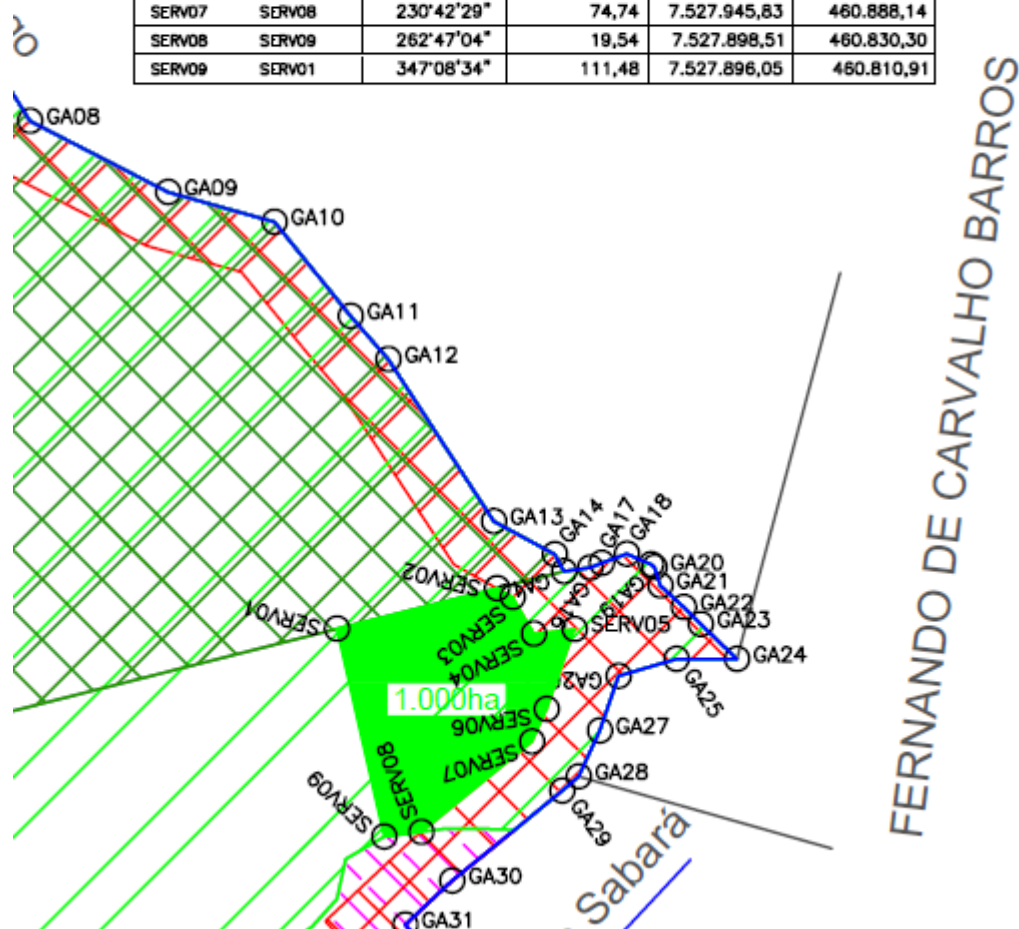 SERV07 SERV08 230°42'29" 74,74 7.527.945,83 460.888,14
SERV08 SERV09 262°47'04" 19,54 7.527.898,51 460.830,30
SERV09 SERV01 347°08'34" 111,48 7.527.896,05 460.810,91
go
GA08
GA09
GA10
GA11
GA12
GA13
GA14
GA17
GA18
GA20
GA21
GA22
GA23
GA24
GA25
GA19
GA16
SERV01
SERV02
SERV03
SERV04
SERV05
SERV06
SERV07
SERV08
SERV09
1.000ha
GA27
GA28
GA29
GA30
GA31
Sabará
FERNANDO DE CARVALHO BARROS